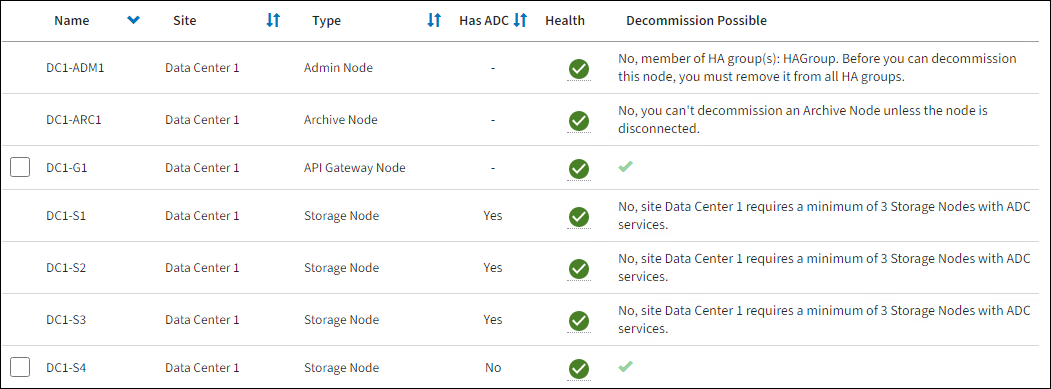 Name Site Type Has ADC Health Decommission Possible
DC1-ADM1 Data Center 1 Admin Node - No, member of HA group(s): HAGroup. Before you can decommission
this node, you must remove it from all HA groups.
DC1-ARC1 Data Center 1 Archive Node - No, you can't decommission an Archive Node unless the node is
disconnected.
DC1-G1 Data Center 1 API Gateway Node -
DC1-S1 Data Center 1 Storage Node Yes No, site Data Center 1 requires a minimum of 3 Storage Nodes with ADC
services.
DC1-S2 Data Center 1 Storage Node Yes No, site Data Center 1 requires a minimum of 3 Storage Nodes with ADC
services.
DC1-S3 Data Center 1 Storage Node Yes No, site Data Center 1 requires a minimum of 3 Storage Nodes with ADC
services.
DC1-S4 Data Center 1 Storage Node No